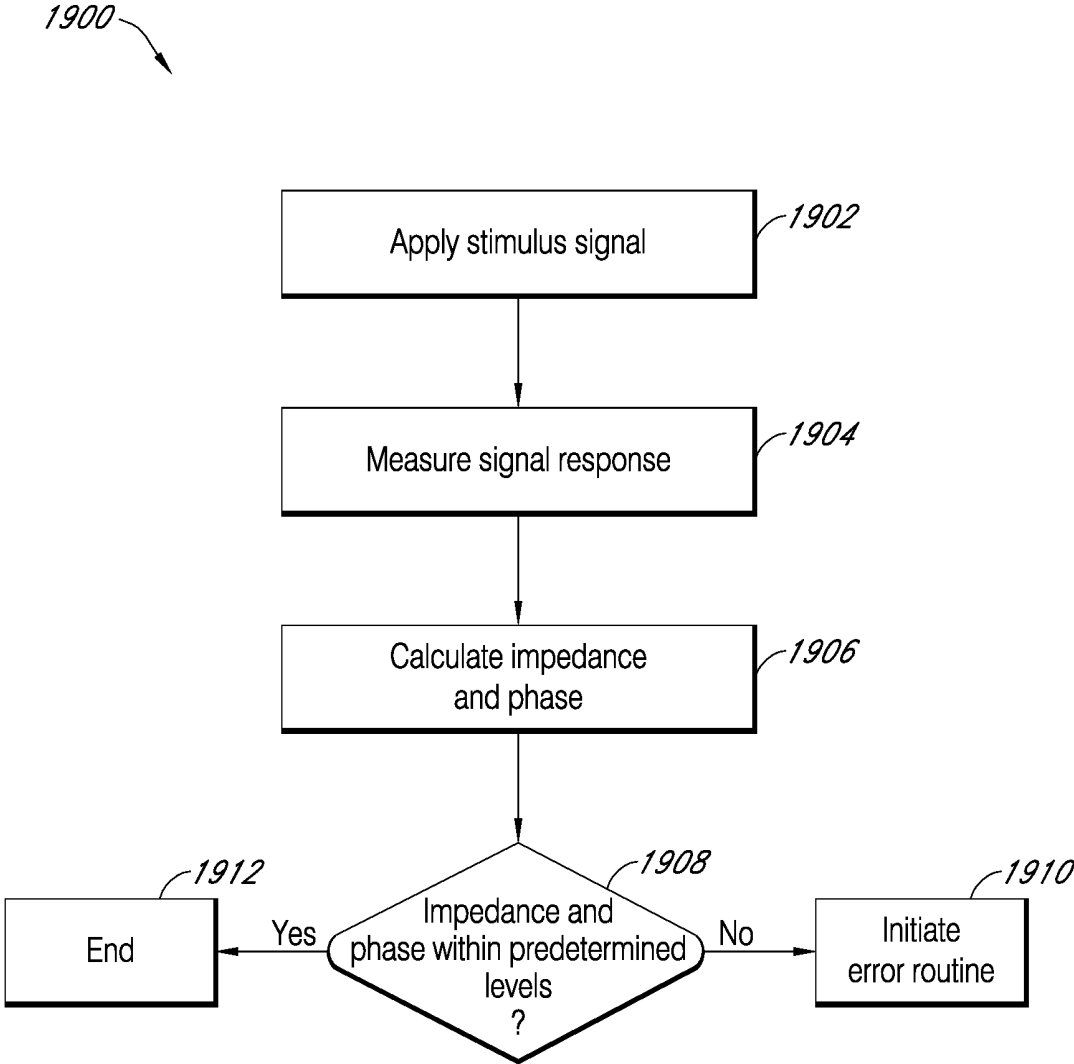 1900
Apply stimulus signal
1902
Measure signal response
1904
Calculate impedance
and phase
1906
1908
Impedance and
phase within predetermined
levels
?
Yes
1912
End
No
1910
Initiate
error routine